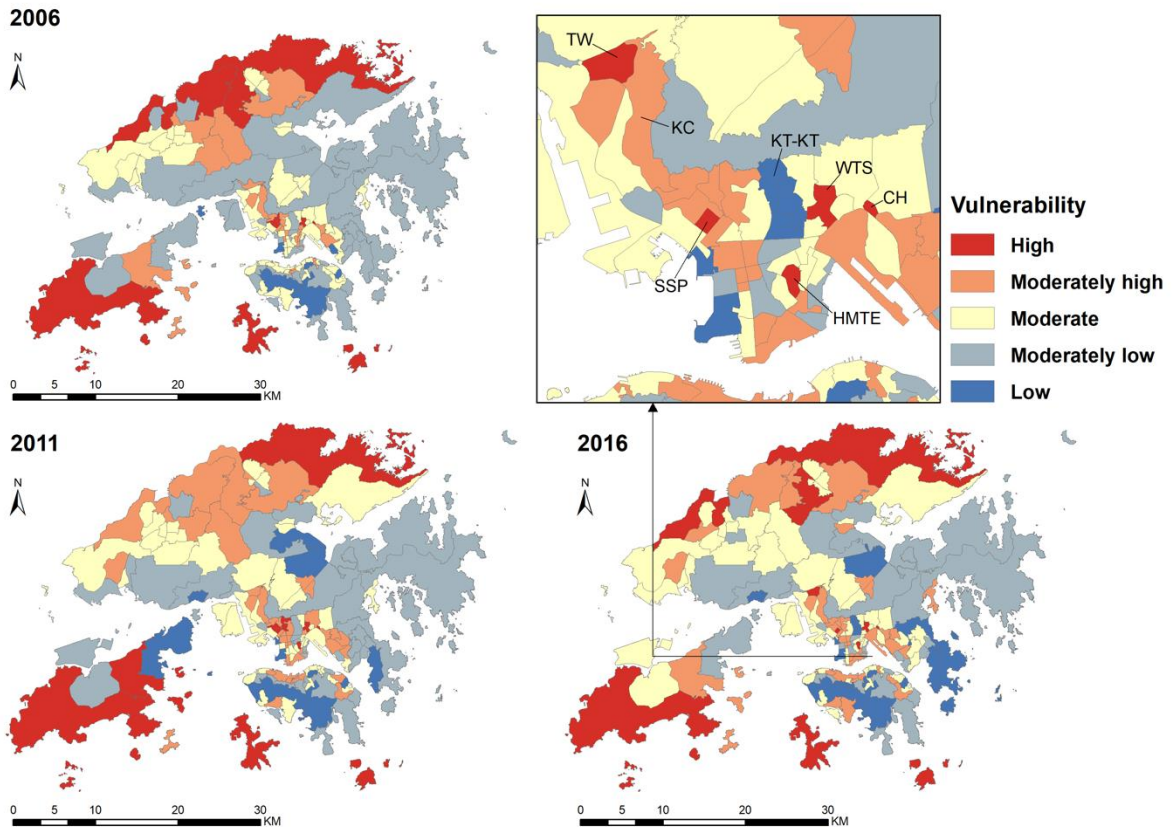 2006
N
0 5 10 20 30
KM
TW
KC
KT-KT
WTS
CH
SSP
HMTE
Vulnerability
High
Moderately high
Moderate
Moderately low
Low
2011
N
0 5 10 20 30
KM
2016
N
0 5 10 20 30
KM